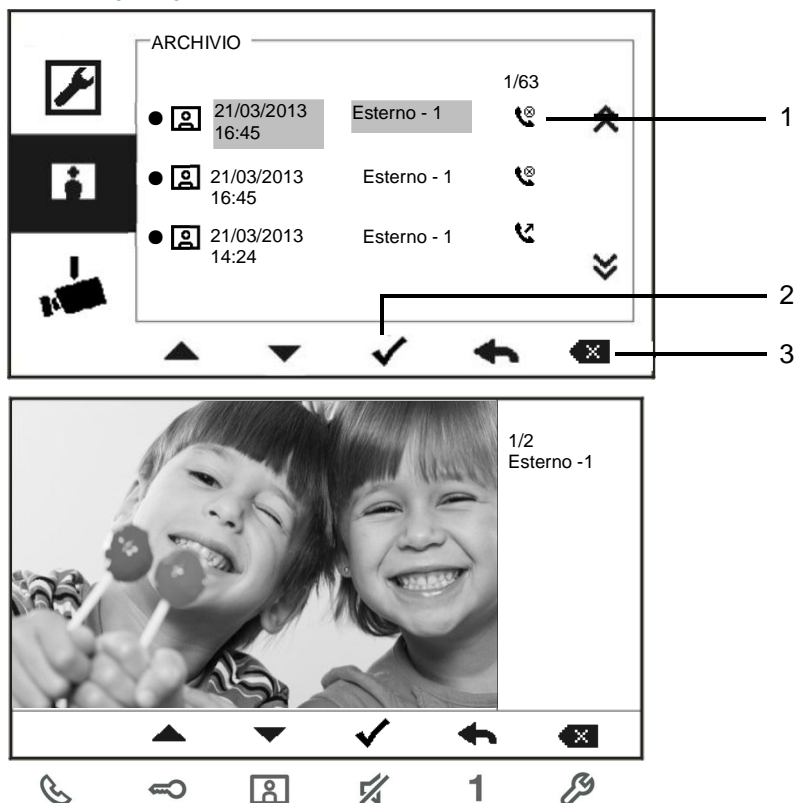 ARCHIVIO
1/63
21/03/2013
16:45
Esterno - 1
1
21/03/2013
16:45
Esterno - 1
21/03/2013
14:24
Esterno - 1
2
3
1/2
Esterno -1
1